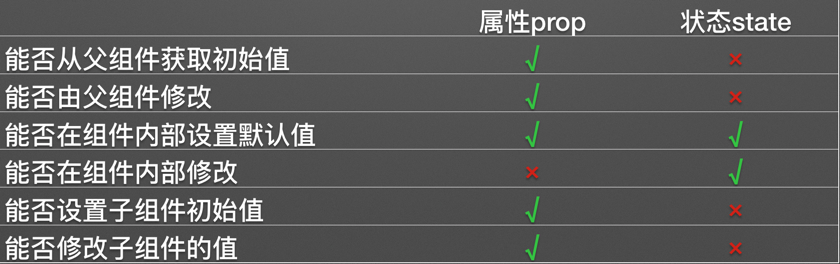 属性prop 状态state
能否从父组件获取初始值 √ ×
能否由父组件修改 √ ×
能否在组件内部设置默认值 √ √
能否在组件内部修改 × √
能否设置子组件初始值 √ ×
能否修改子组件的值 √ ×